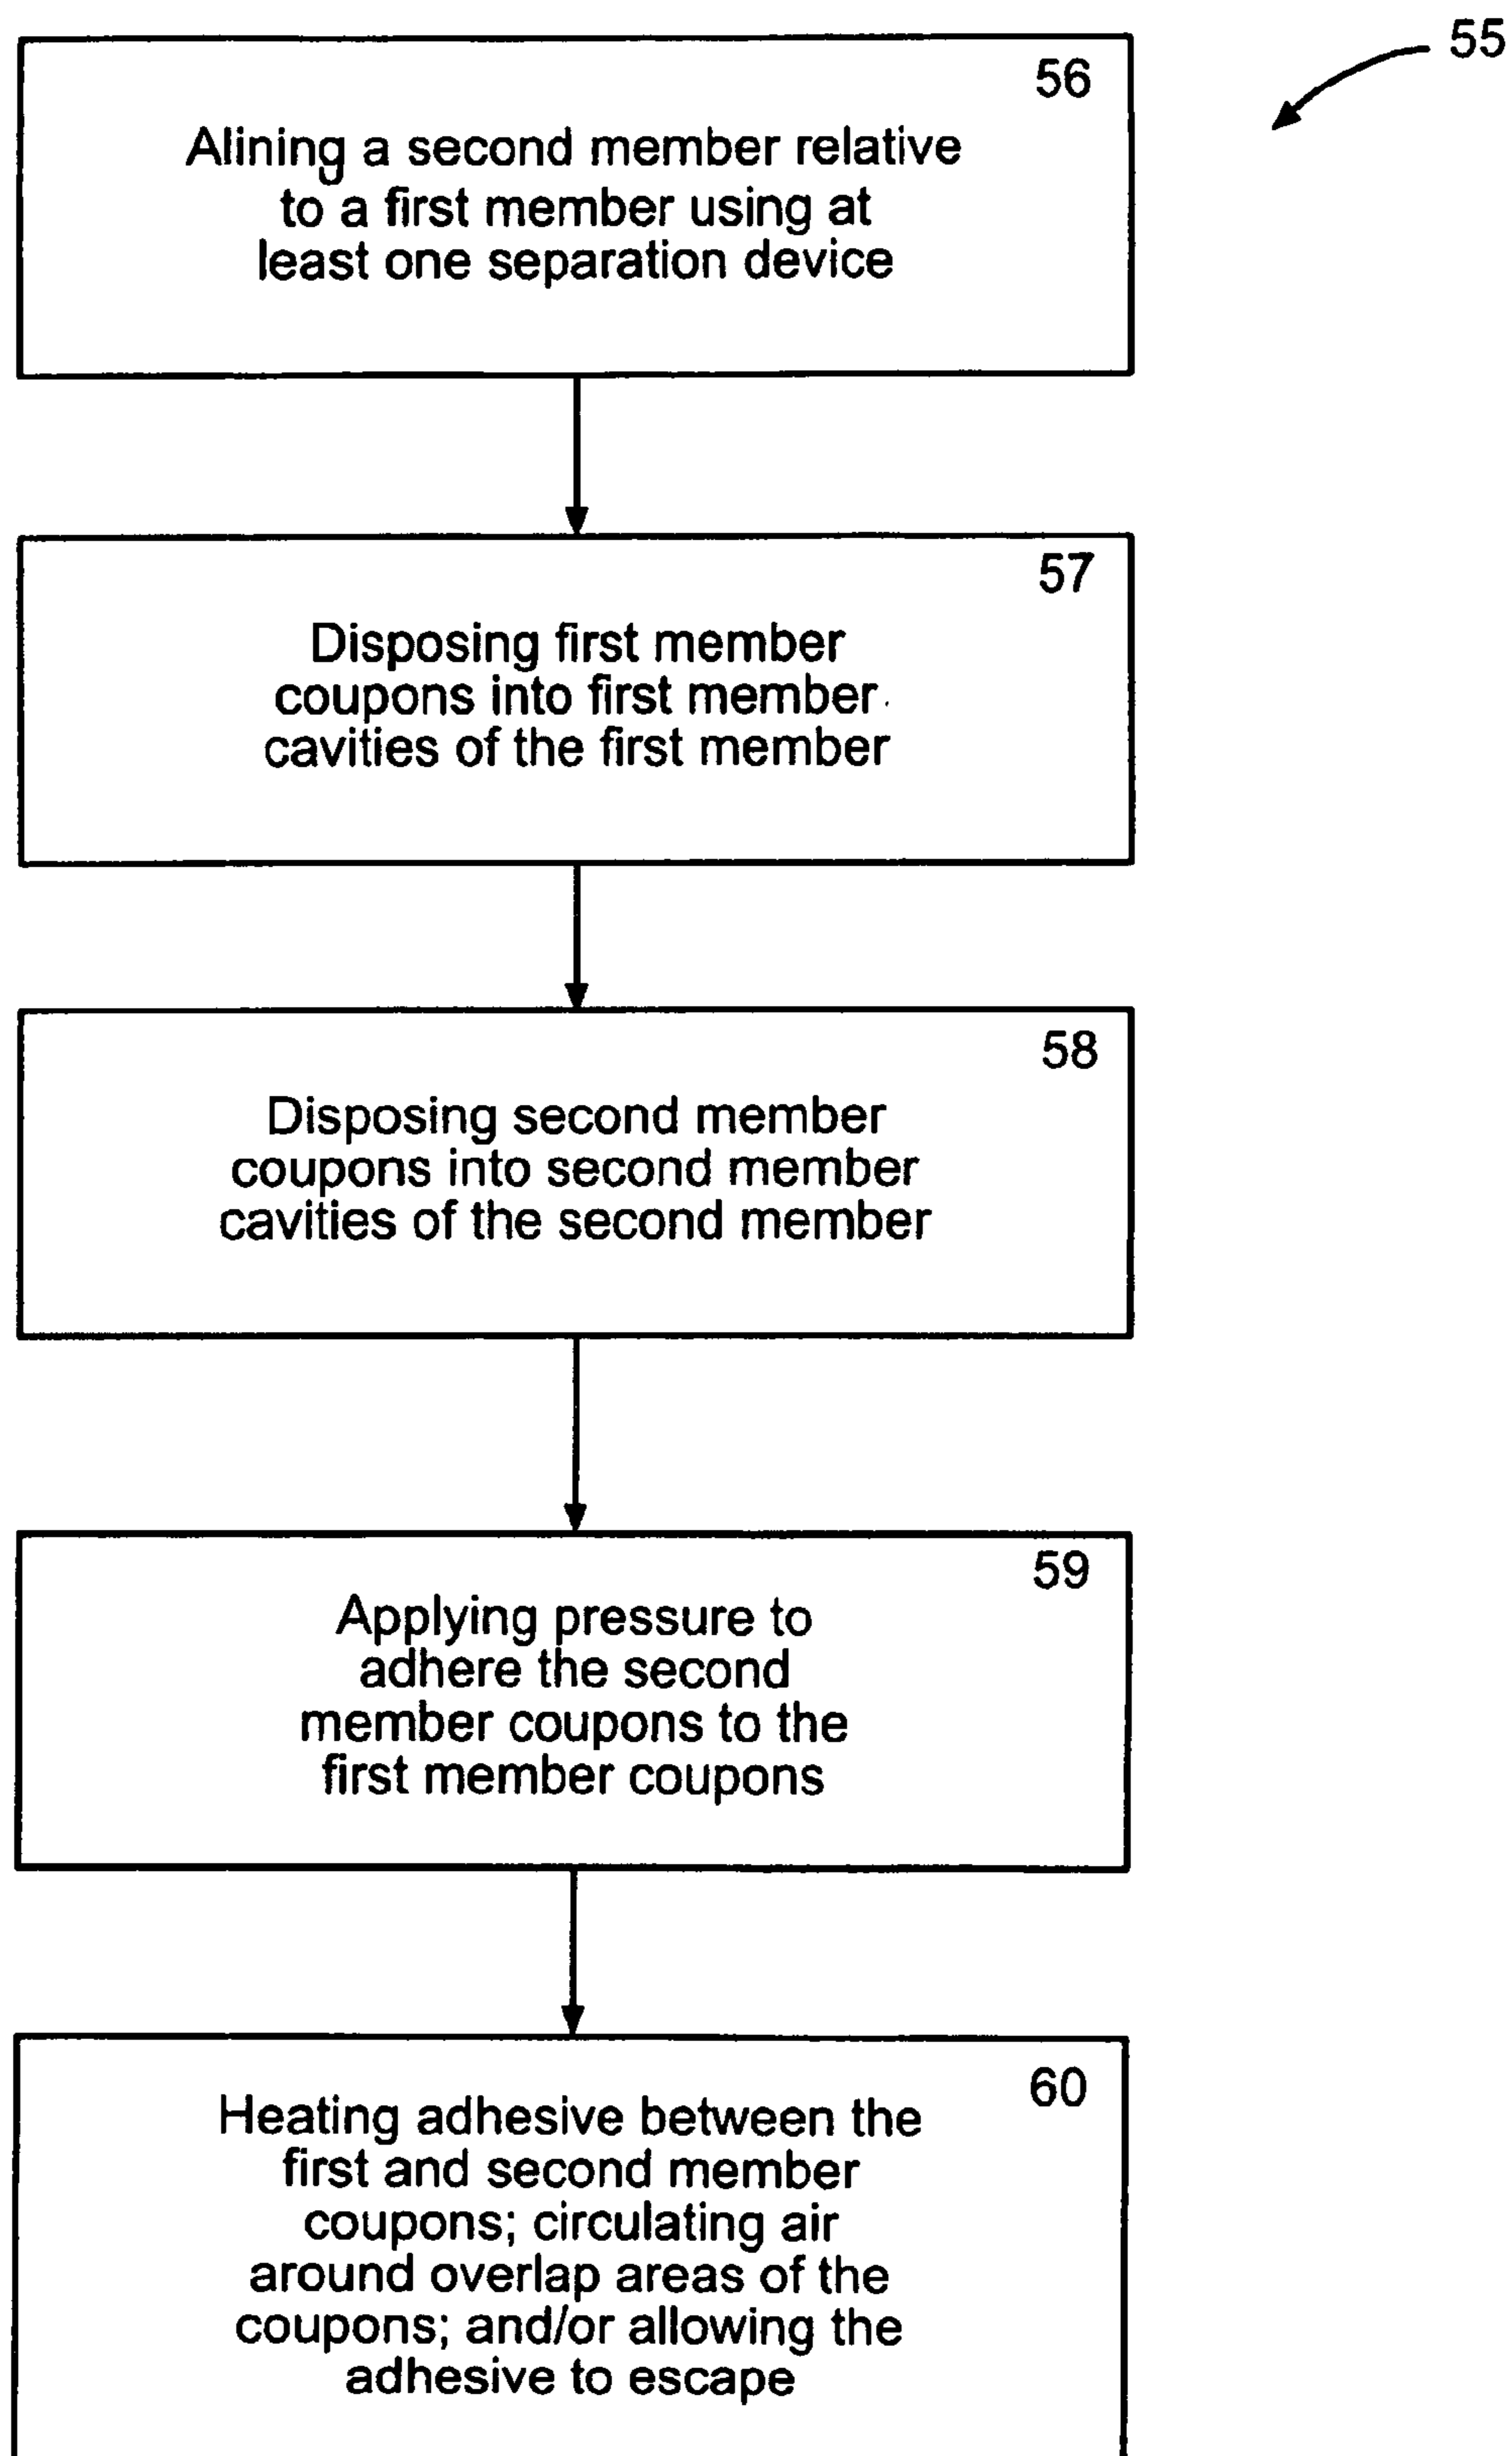 55
56
Alining a second member relative
to a first member using at
least one separation device
57
Disposing first member
coupons into first member
cavities of the first member
58
Disposing second member
coupons into second member
cavities of the second member
59
Applying pressure to
adhere the second
member coupons to the
first member coupons
60
Heating adhesive between the
first and second member
coupons; circulating air
around overlap areas of the
coupons; and/or allowing the
adhesive to escape